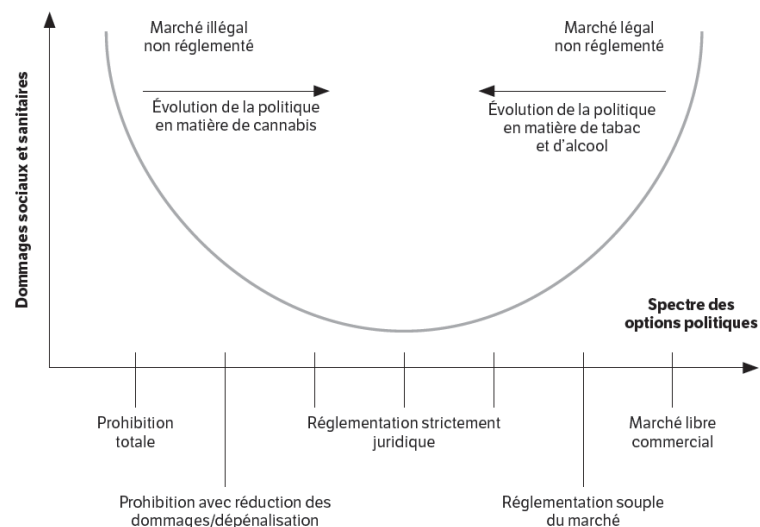 Marché illégal
non réglementé
Marché légal
non réglementé
Évolution de la politique
en matière de cannabis
Évolution de la politique
en matière de tabac
et d'alcool
Dommages sociaux et sanitaires
Spectre des
options politiques
Prohibition
totale
Réglementation strictement
juridique
Marché libre
commercial
Prohibition avec réduction des
dommages/dépénalisation
Réglementation souple
du marché